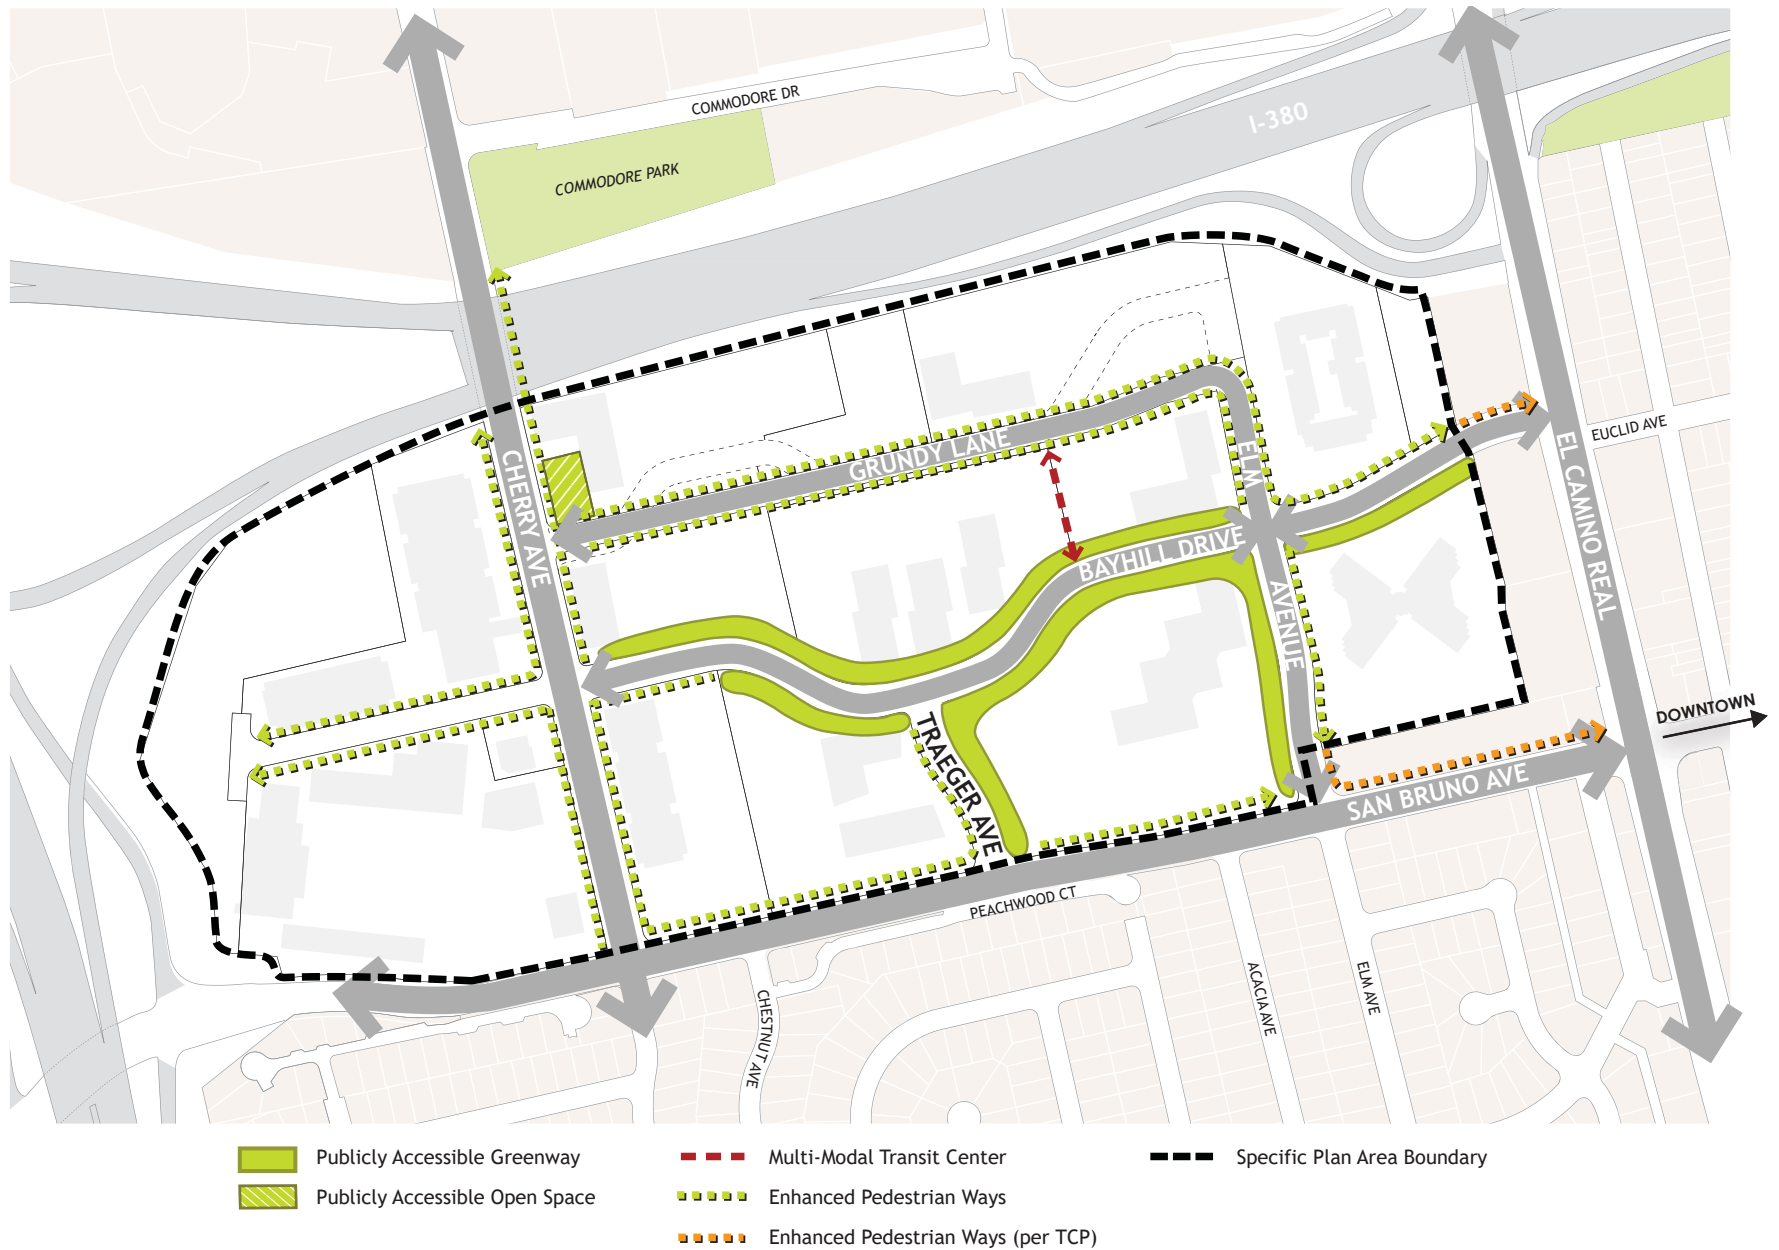 COMMODORE DR
I-380
COMMODORE PARK
EUCLID AVE
GRUNDY LANE
ELM
CHERRY AVE
EL CAMINO REAL
BAYHILL DRIVE
AVENUE
DOWNTOWN
TRAEGER AVE
SAN BRUNO AVE
PEACHWOOD CT
CHESTNUT AVE
ACACIA AVE
ELM AVE
Publicly Accessible Greenway
Multi-Modal Transit Center
Specific Plan Area Boundary
Publicly Accessible Open Space
Enhanced Pedestrian Ways
Enhanced Pedestrian Ways (per TCP)